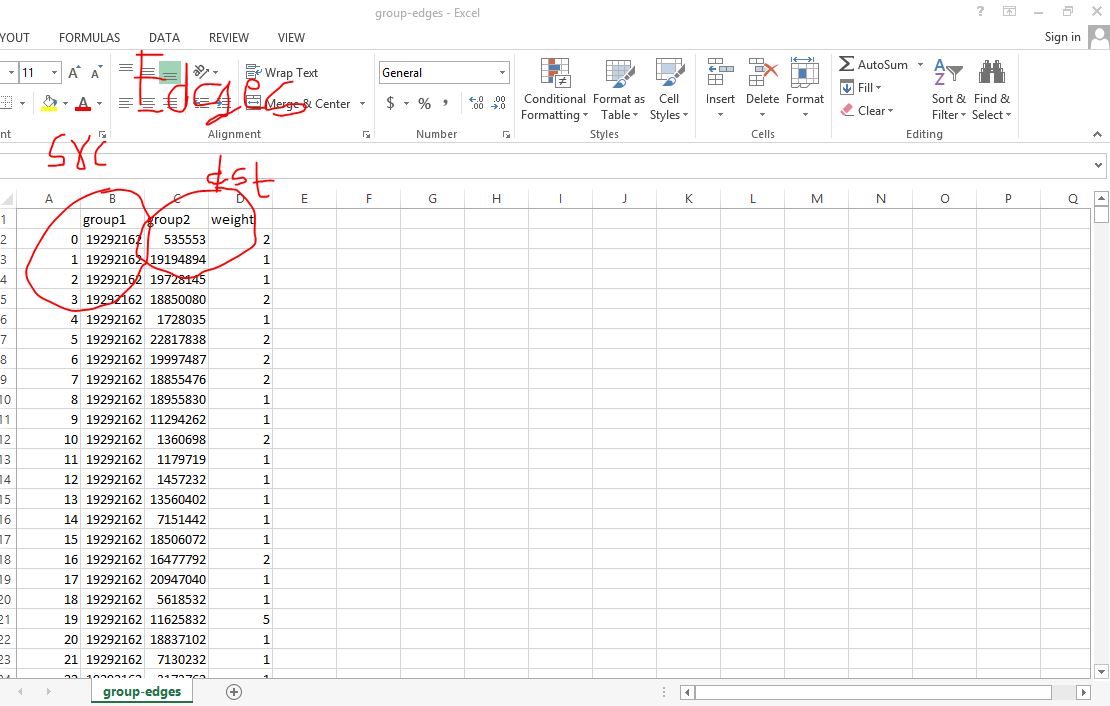 group-edges - Excel
?
YOUT FORMULAS DATA REVIEW VIEW Sign in
11 A A Wrap Text General AutoSum
Edges
Merge & Center $ % , .0 .00 Conditional Formatting Format as Table Cell Styles Insert Delete Format Fill Clear Sort & Filter Find & Select
nt Alignment Number Styles Cells Editing
src
dst
A B C D E F G H I J K L M N O P Q
1 group1 group2 weight
2 0 19292162 535553 2
3 1 19292162 19194894 1
4 2 19292162 19728145 1
5 3 19292162 18850080 2
6 4 19292162 1728035 1
7 5 19292162 22817838 2
8 6 19292162 19997487 2
9 7 19292162 18855476 2
10 8 19292162 18955830 1
11 9 19292162 11294262 1
12 10 19292162 1360698 2
13 11 19292162 1179719 1
14 12 19292162 1457232 1
15 13 19292162 13560402 1
16 14 19292162 7151442 1
17 15 19292162 18506072 1
18 16 19292162 16477792 2
19 17 19292162 20947040 1
20 18 19292162 5618532 1
21 19 19292162 11625832 5
22 20 19292162 18837102 1
23 21 19292162 7130232 1
group-edges